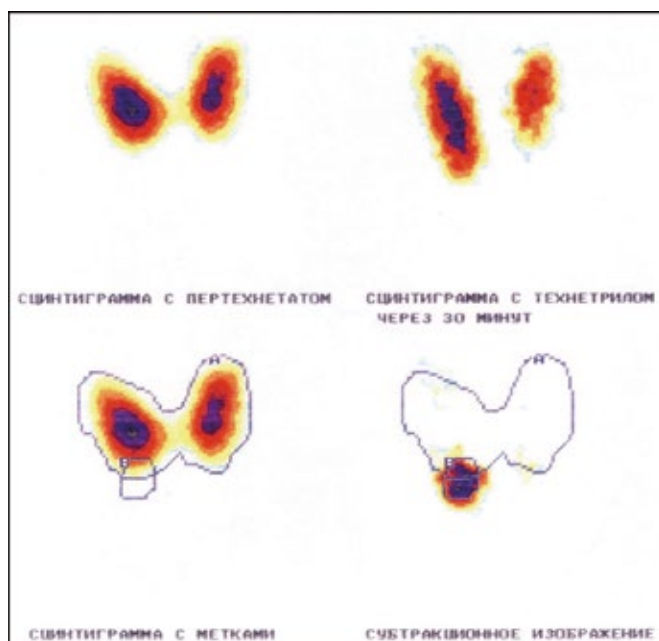 СЦИНТИГРАММА С ПЕРТЕХНЕТАТОМ
СЦИНТИГРАММА С ТЕХНЕТРИЛОМ
ЧЕРЕЗ 30 МИНУТ
A
B
A
B
СЦИНТИГРАММА С МЕТКАМИ
СУБТРАКЦИОННОЕ ИЗОБРАЖЕНИЕ